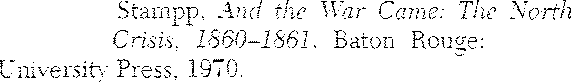 Stampp, And the War Came: The North
Crisis, 1860–1861. Baton Rouge:
University Press, 1970.